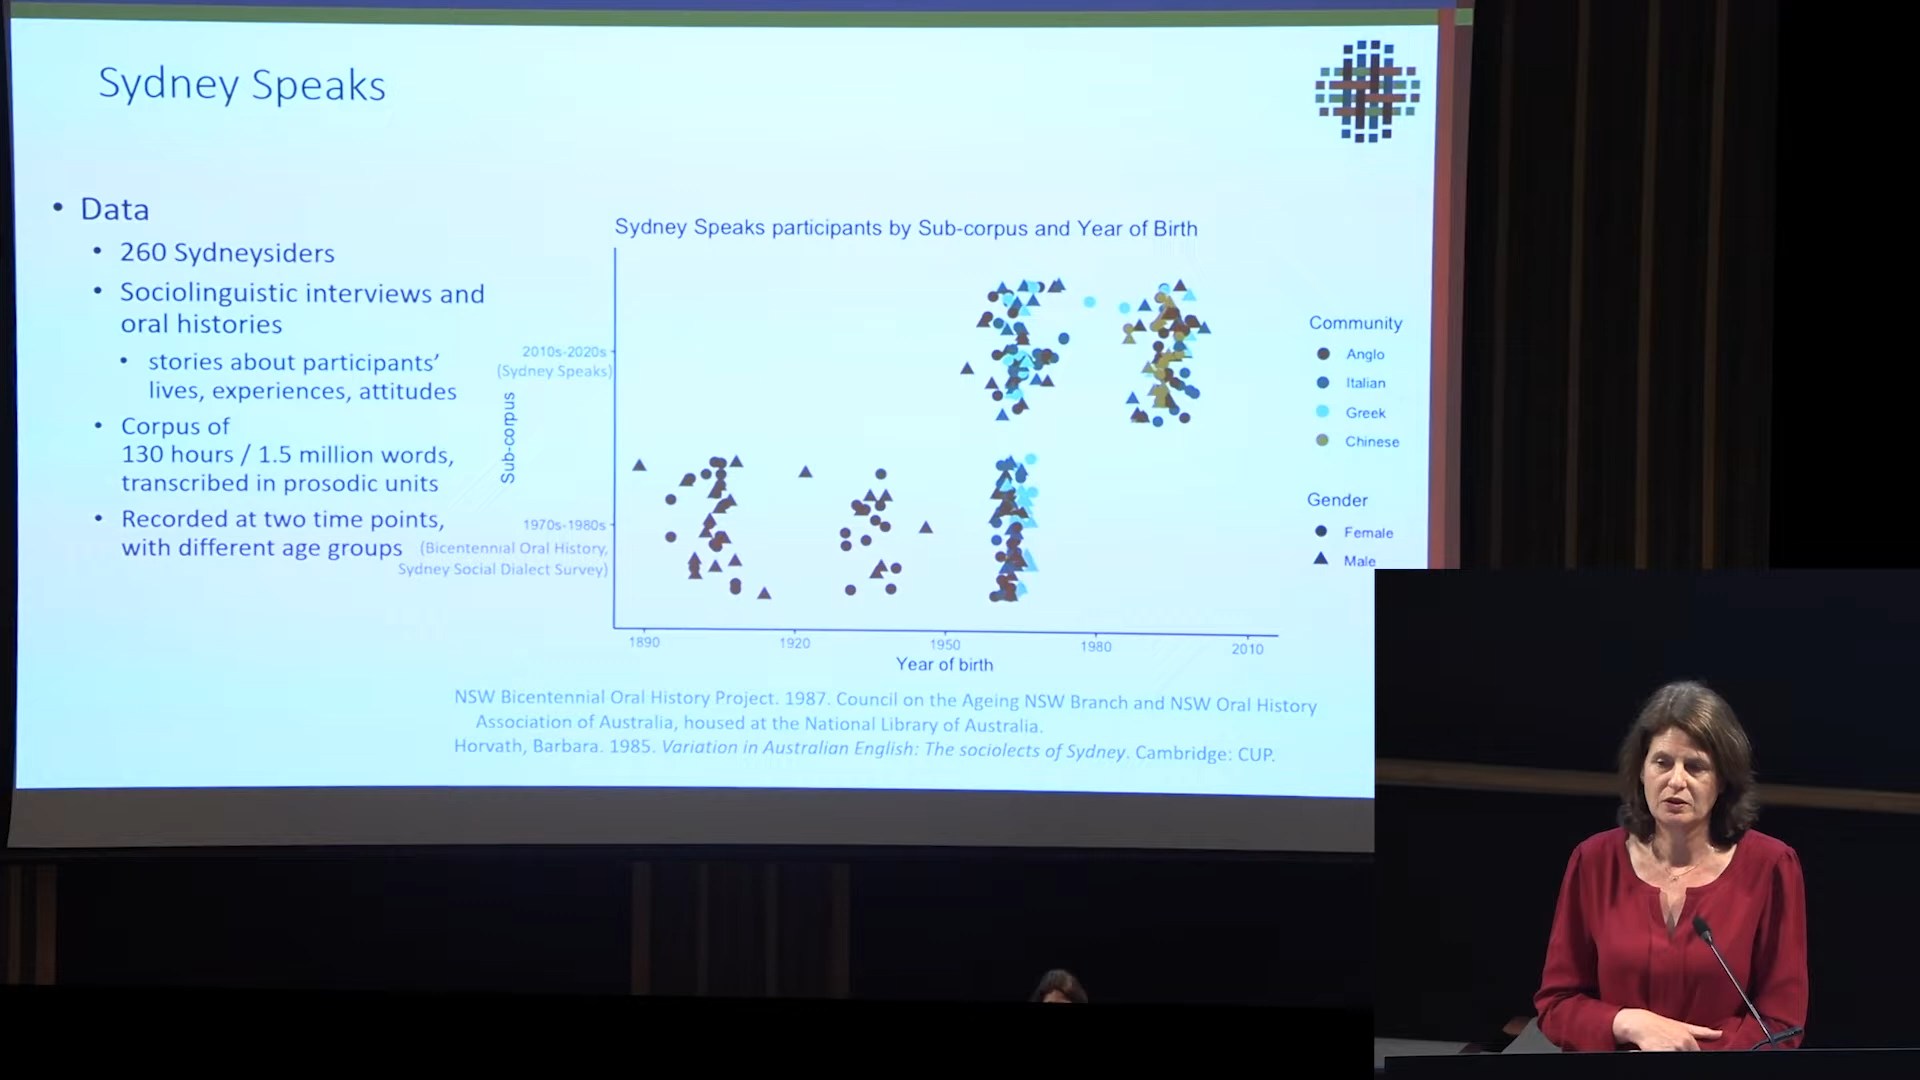 Sydney Speaks
• Data
• 260 Sydneysiders
• Sociolinguistic interviews and
oral histories
• stories about participants'
lives, experiences, attitudes
• Corpus of
130 hours / 1.5 million words,
transcribed in prosodic units
• Recorded at two time points,
with different age groups
Sydney Speaks participants by Sub-corpus and Year of Birth
Sub-corpus
2010s-2020s
(Sydney Speaks)
1970s-1980s
(Bicentennial Oral History,
Sydney Social Dialect Survey)
1890 1920 1950 1980 2010
Year of birth
Community
Anglo
Italian
Greek
Chinese
Gender
Female
Male
NSW Bicentennial Oral History Project. 1987. Council on the Ageing NSW Branch and NSW Oral History
Association of Australia, housed at the National Library of Australia.
Horvath, Barbara. 1985. Variation in Australian English: The sociolects of Sydney. Cambridge: CUP.